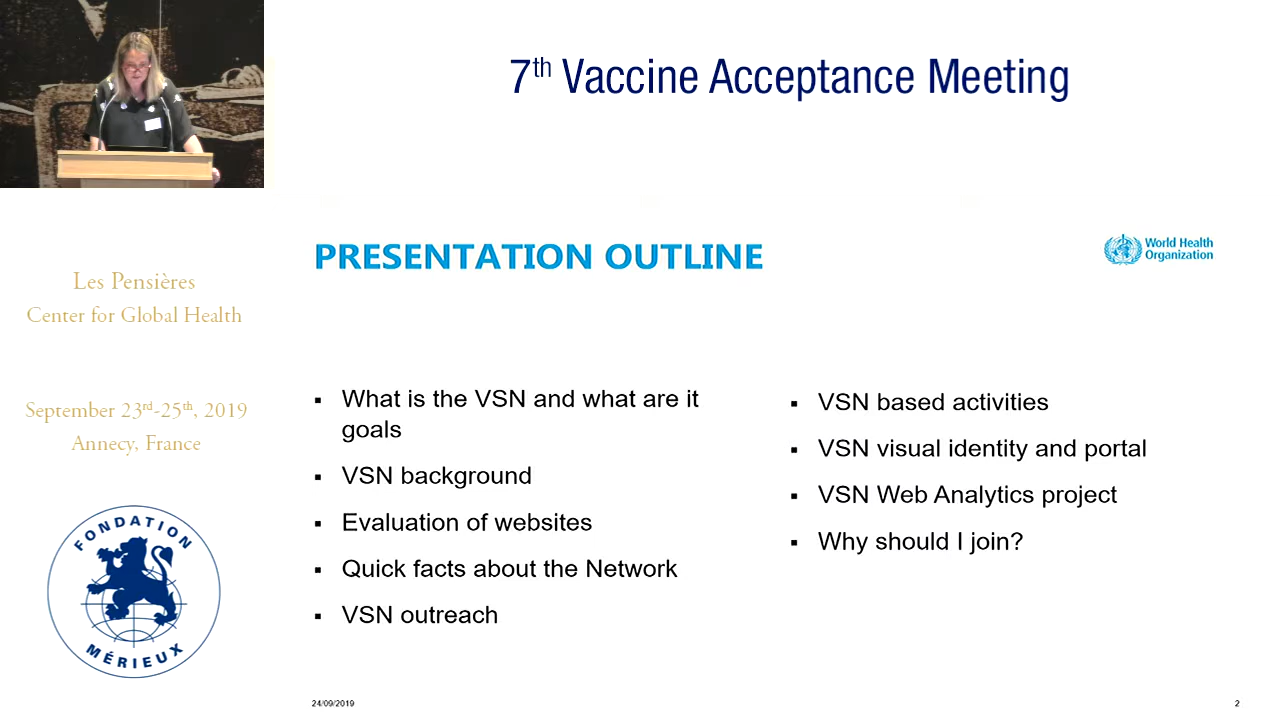 7th Vaccine Acceptance Meeting
PRESENTATION OUTLINE
World Health
Organization
Les Pensières
Center for Global Health
September 23rd-25th, 2019
Annecy, France
FONDATION
MÉRIEUX
▪ What is the VSN and what are it
goals
▪ VSN background
▪ Evaluation of websites
▪ Quick facts about the Network
▪ VSN outreach
▪ VSN based activities
▪ VSN visual identity and portal
▪ VSN Web Analytics project
▪ Why should I join?
24/09/2019
2